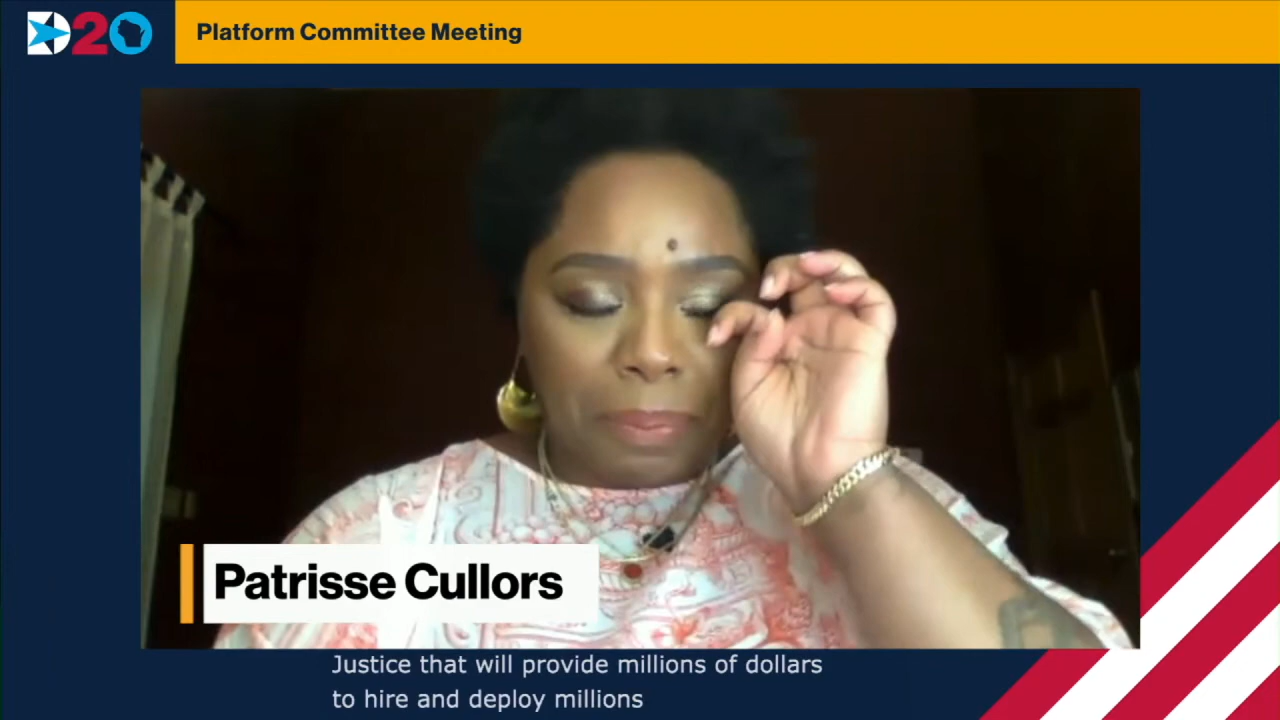 D20
Platform Committee Meeting
Patrisse Cullors
Justice that will provide millions of dollars
to hire and deploy millions